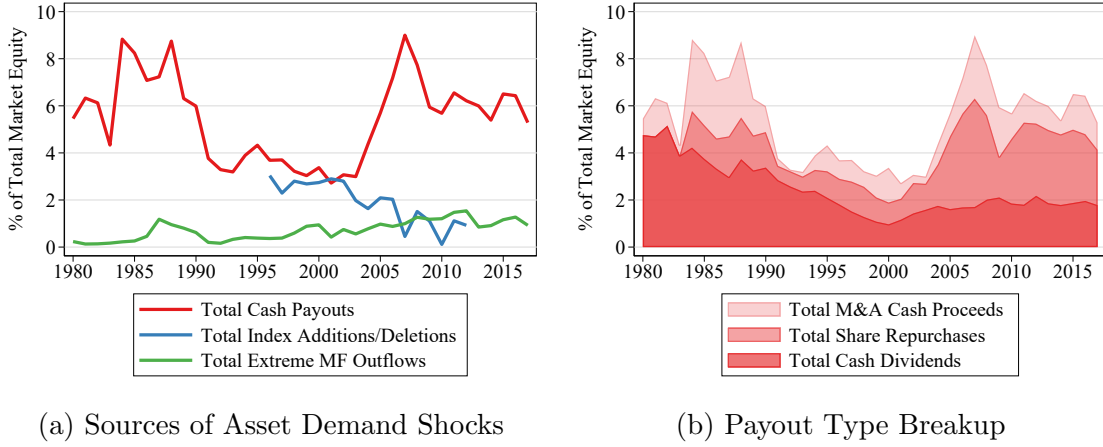 % of Total Market Equity
10
8
6
4
2
0
1980 1985 1990 1995 2000 2005 2010 2015
Total Cash Payouts
Total Index Additions/Deletions
Total Extreme MF Outflows
(a) Sources of Asset Demand Shocks
% of Total Market Equity
10
8
6
4
2
0
1980 1985 1990 1995 2000 2005 2010 2015
Total M&A Cash Proceeds
Total Share Repurchases
Total Cash Dividends
(b) Payout Type Breakup